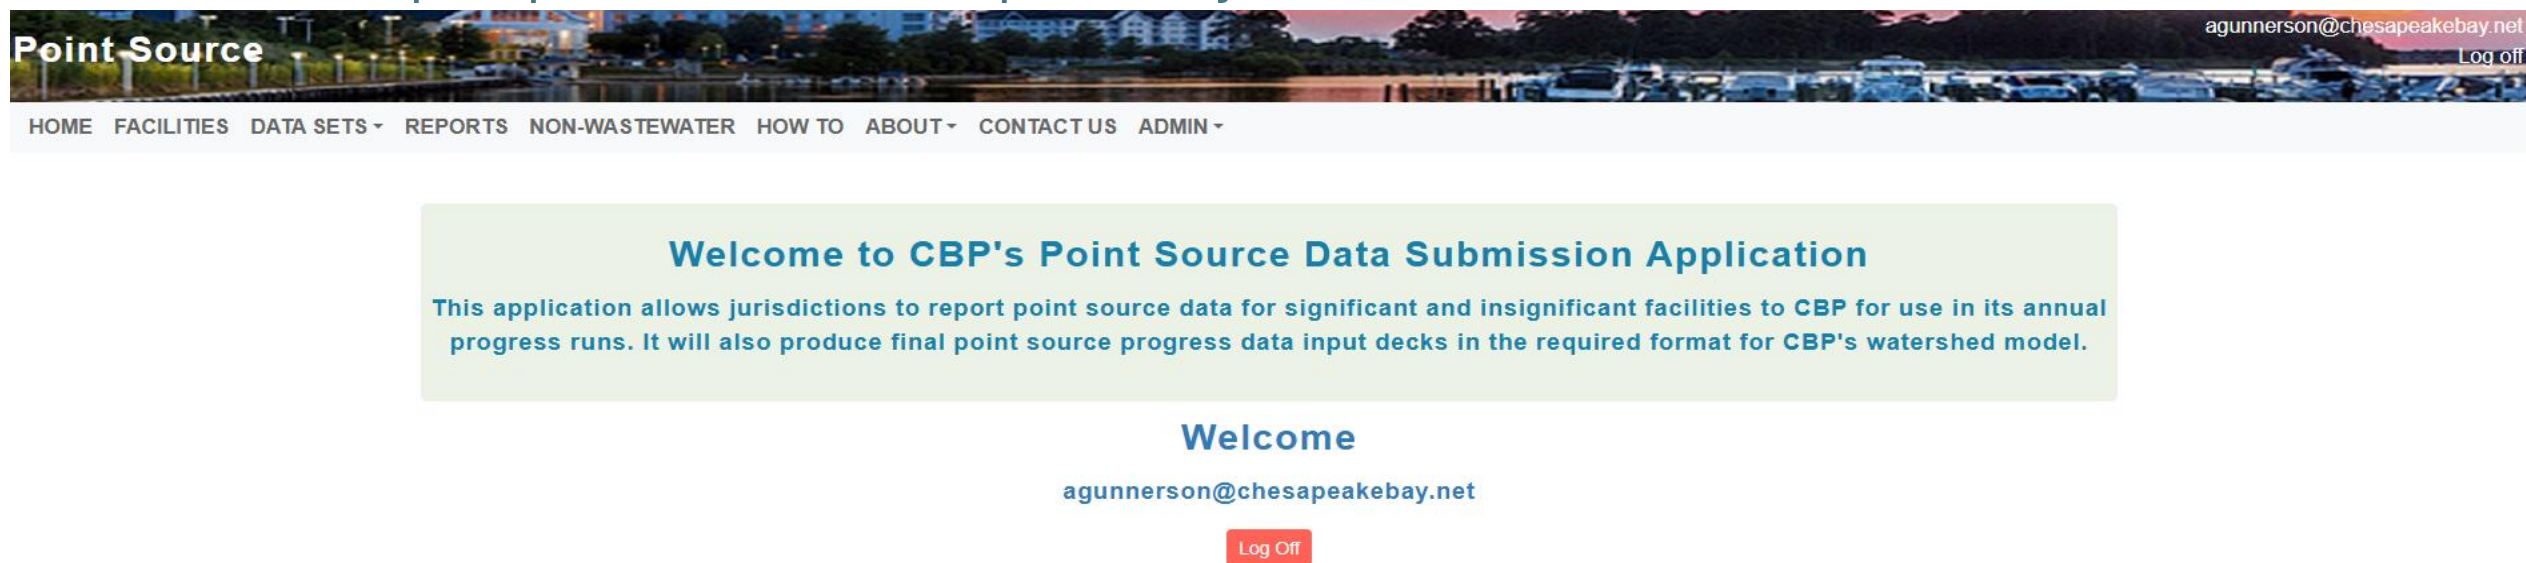 Point Source
agunnerson@chesapeakebay.net
Log off
HOME FACILITIES DATA SETS REPORTS NON-WASTEWATER HOW TO ABOUT CONTACT US ADMIN
Welcome to CBP's Point Source Data Submission Application
This application allows jurisdictions to report point source data for significant and insignificant facilities to CBP for use in its annual
progress runs. It will also produce final point source progress data input decks in the required format for CBP's watershed model.
Welcome
agunnerson@chesapeakebay.net
Log Off